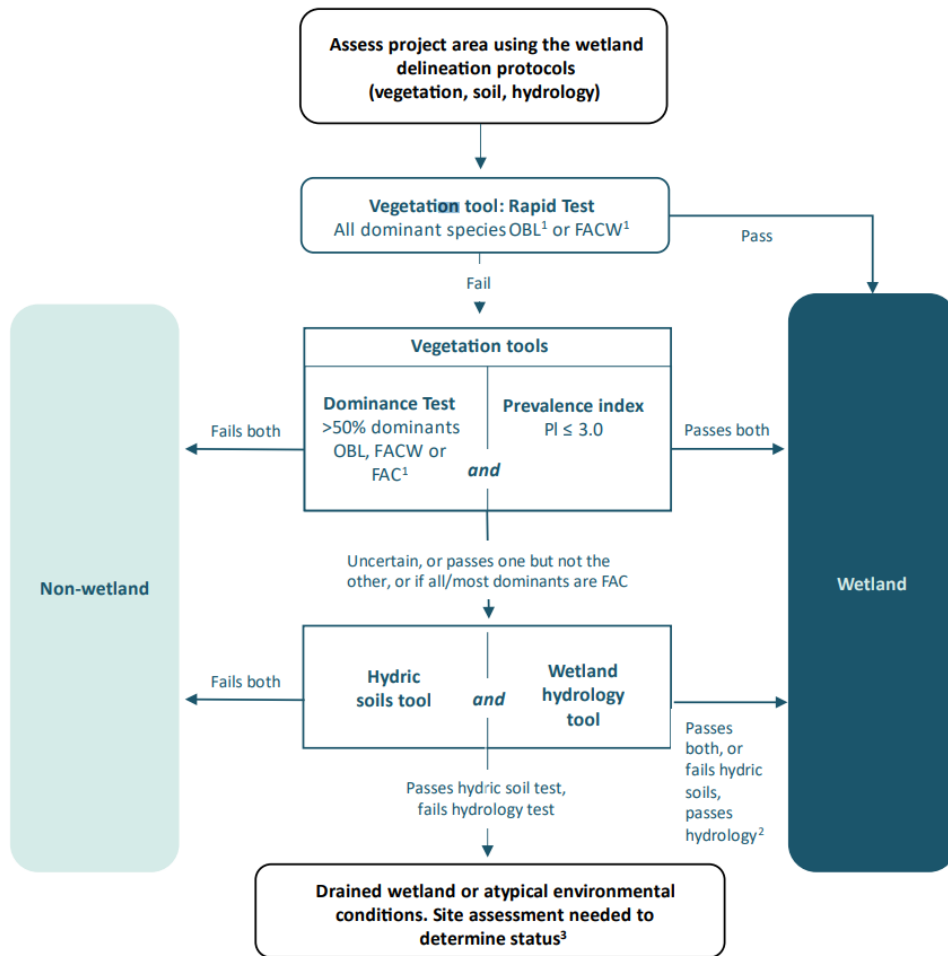 Assess project area using the wetland
delineation protocols
(vegetation, soil, hydrology)
Vegetation tool: Rapid Test
All dominant species OBL¹ or FACW¹
Pass
Fail
Vegetation tools
Dominance Test
>50% dominants
OBL, FACW or
FAC¹
and
Prevalence index
PI ≤ 3.0
Fails both
Passes both
Uncertain, or passes one but not the
other, or if all/most dominants are FAC
Non-wetland
Wetland
Hydric
soils tool
and
Wetland
hydrology
tool
Fails both
Passes
both, or
fails hydric
soils,
passes
hydrology²
Passes hydric soil test,
fails hydrology test
Drained wetland or atypical environmental
conditions. Site assessment needed to
determine status³